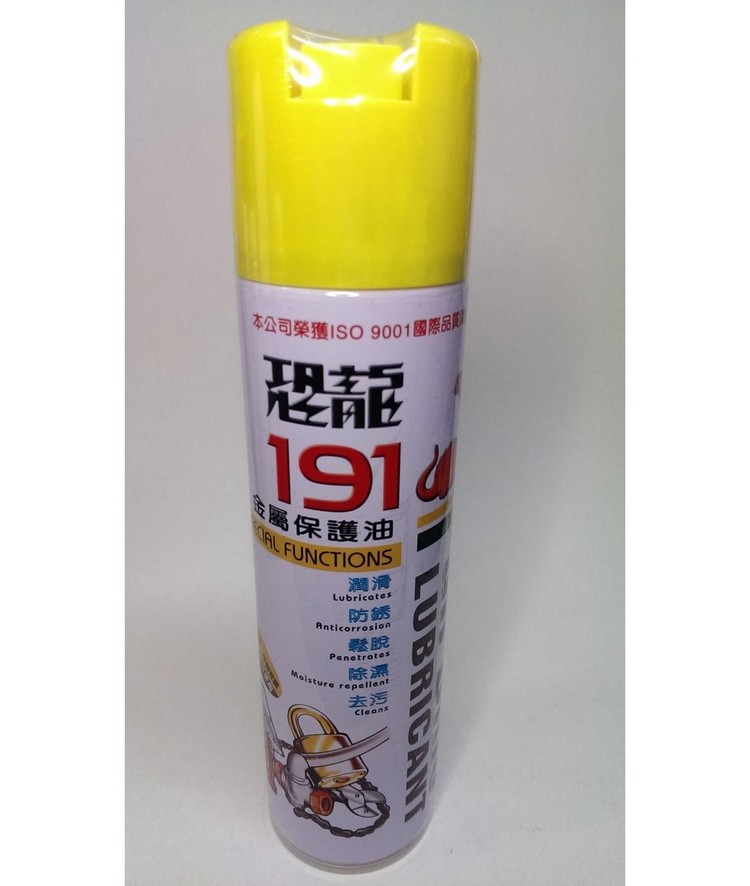 本公司榮獲ISO 9001國際品質
恐龍
191
金屬保護油
FUNCTIONS
潤滑
Lubricates
防銹
Anticorrosion
鬆脫
Penetrates
除濕
Moisture repellent
去污
Cleans
LUBRICANT